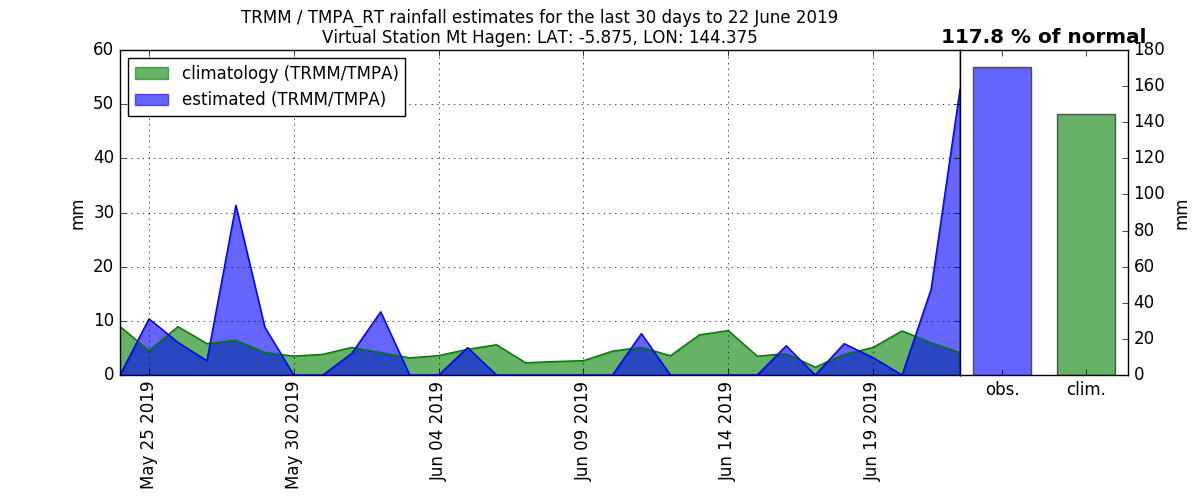 TRMM / TMPA_RT rainfall estimates for the last 30 days to 22 June 2019
Virtual Station Mt Hagen: LAT: -5.875, LON: 144.375
117.8 % of normal
climatology (TRMM/TMPA)
estimated (TRMM/TMPA)
60
50
40
30
20
10
0
mm
May 25 2019
May 30 2019
Jun 04 2019
Jun 09 2019
Jun 14 2019
Jun 19 2019
obs.
clim.
180
160
140
120
100
80
60
40
20
0
mm